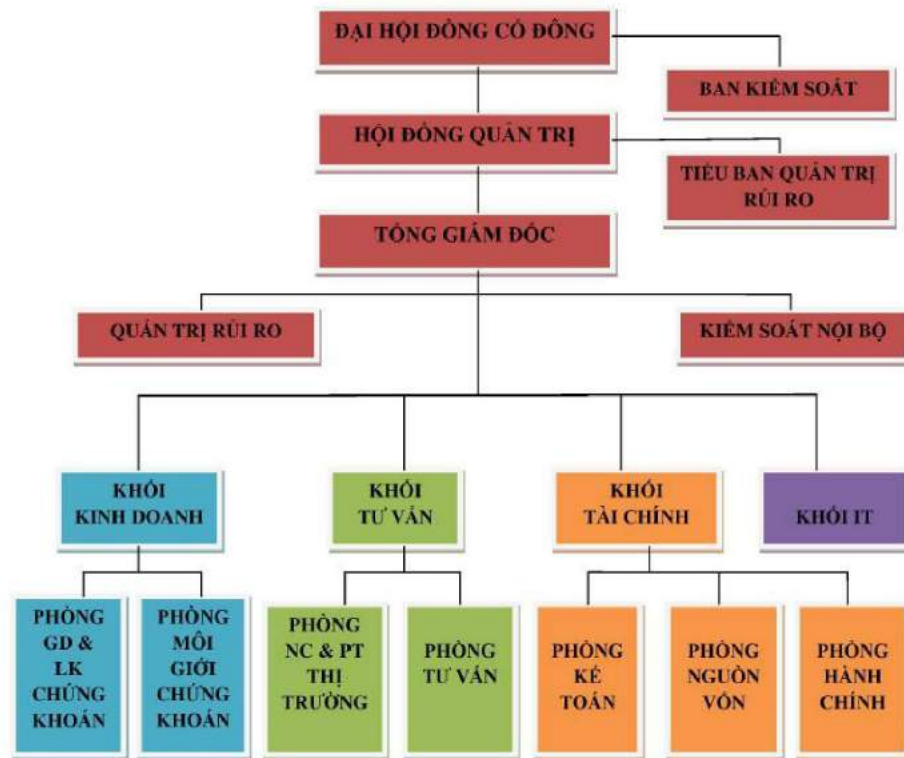 ĐẠI HỘI ĐỒNG CỔ ĐÔNG
BAN KIỂM SOÁT
HỘI ĐỒNG QUẢN TRỊ
TIỂU BAN QUẢN TRỊ
RỦI RO
TỔNG GIÁM ĐỐC
QUẢN TRỊ RỦI RO
KIỂM SOÁT NỘI BỘ
KHỐI
KINH DOANH
KHỐI
TƯ VẤN
KHỐI
TÀI CHÍNH
KHỐI IT
PHÒNG
GD &
LK
CHỨNG
KHOÁN
PHÒNG
MÔI
GIỚI
CHỨNG
KHOÁN
PHÒNG
NC & PT
THỊ
TRƯỜNG
PHÒNG
TƯ VẤN
PHÒNG
KẾ
TOÁN
PHÒNG
NGUỒN
VỐN
PHÒNG
HÀNH
CHÍNH